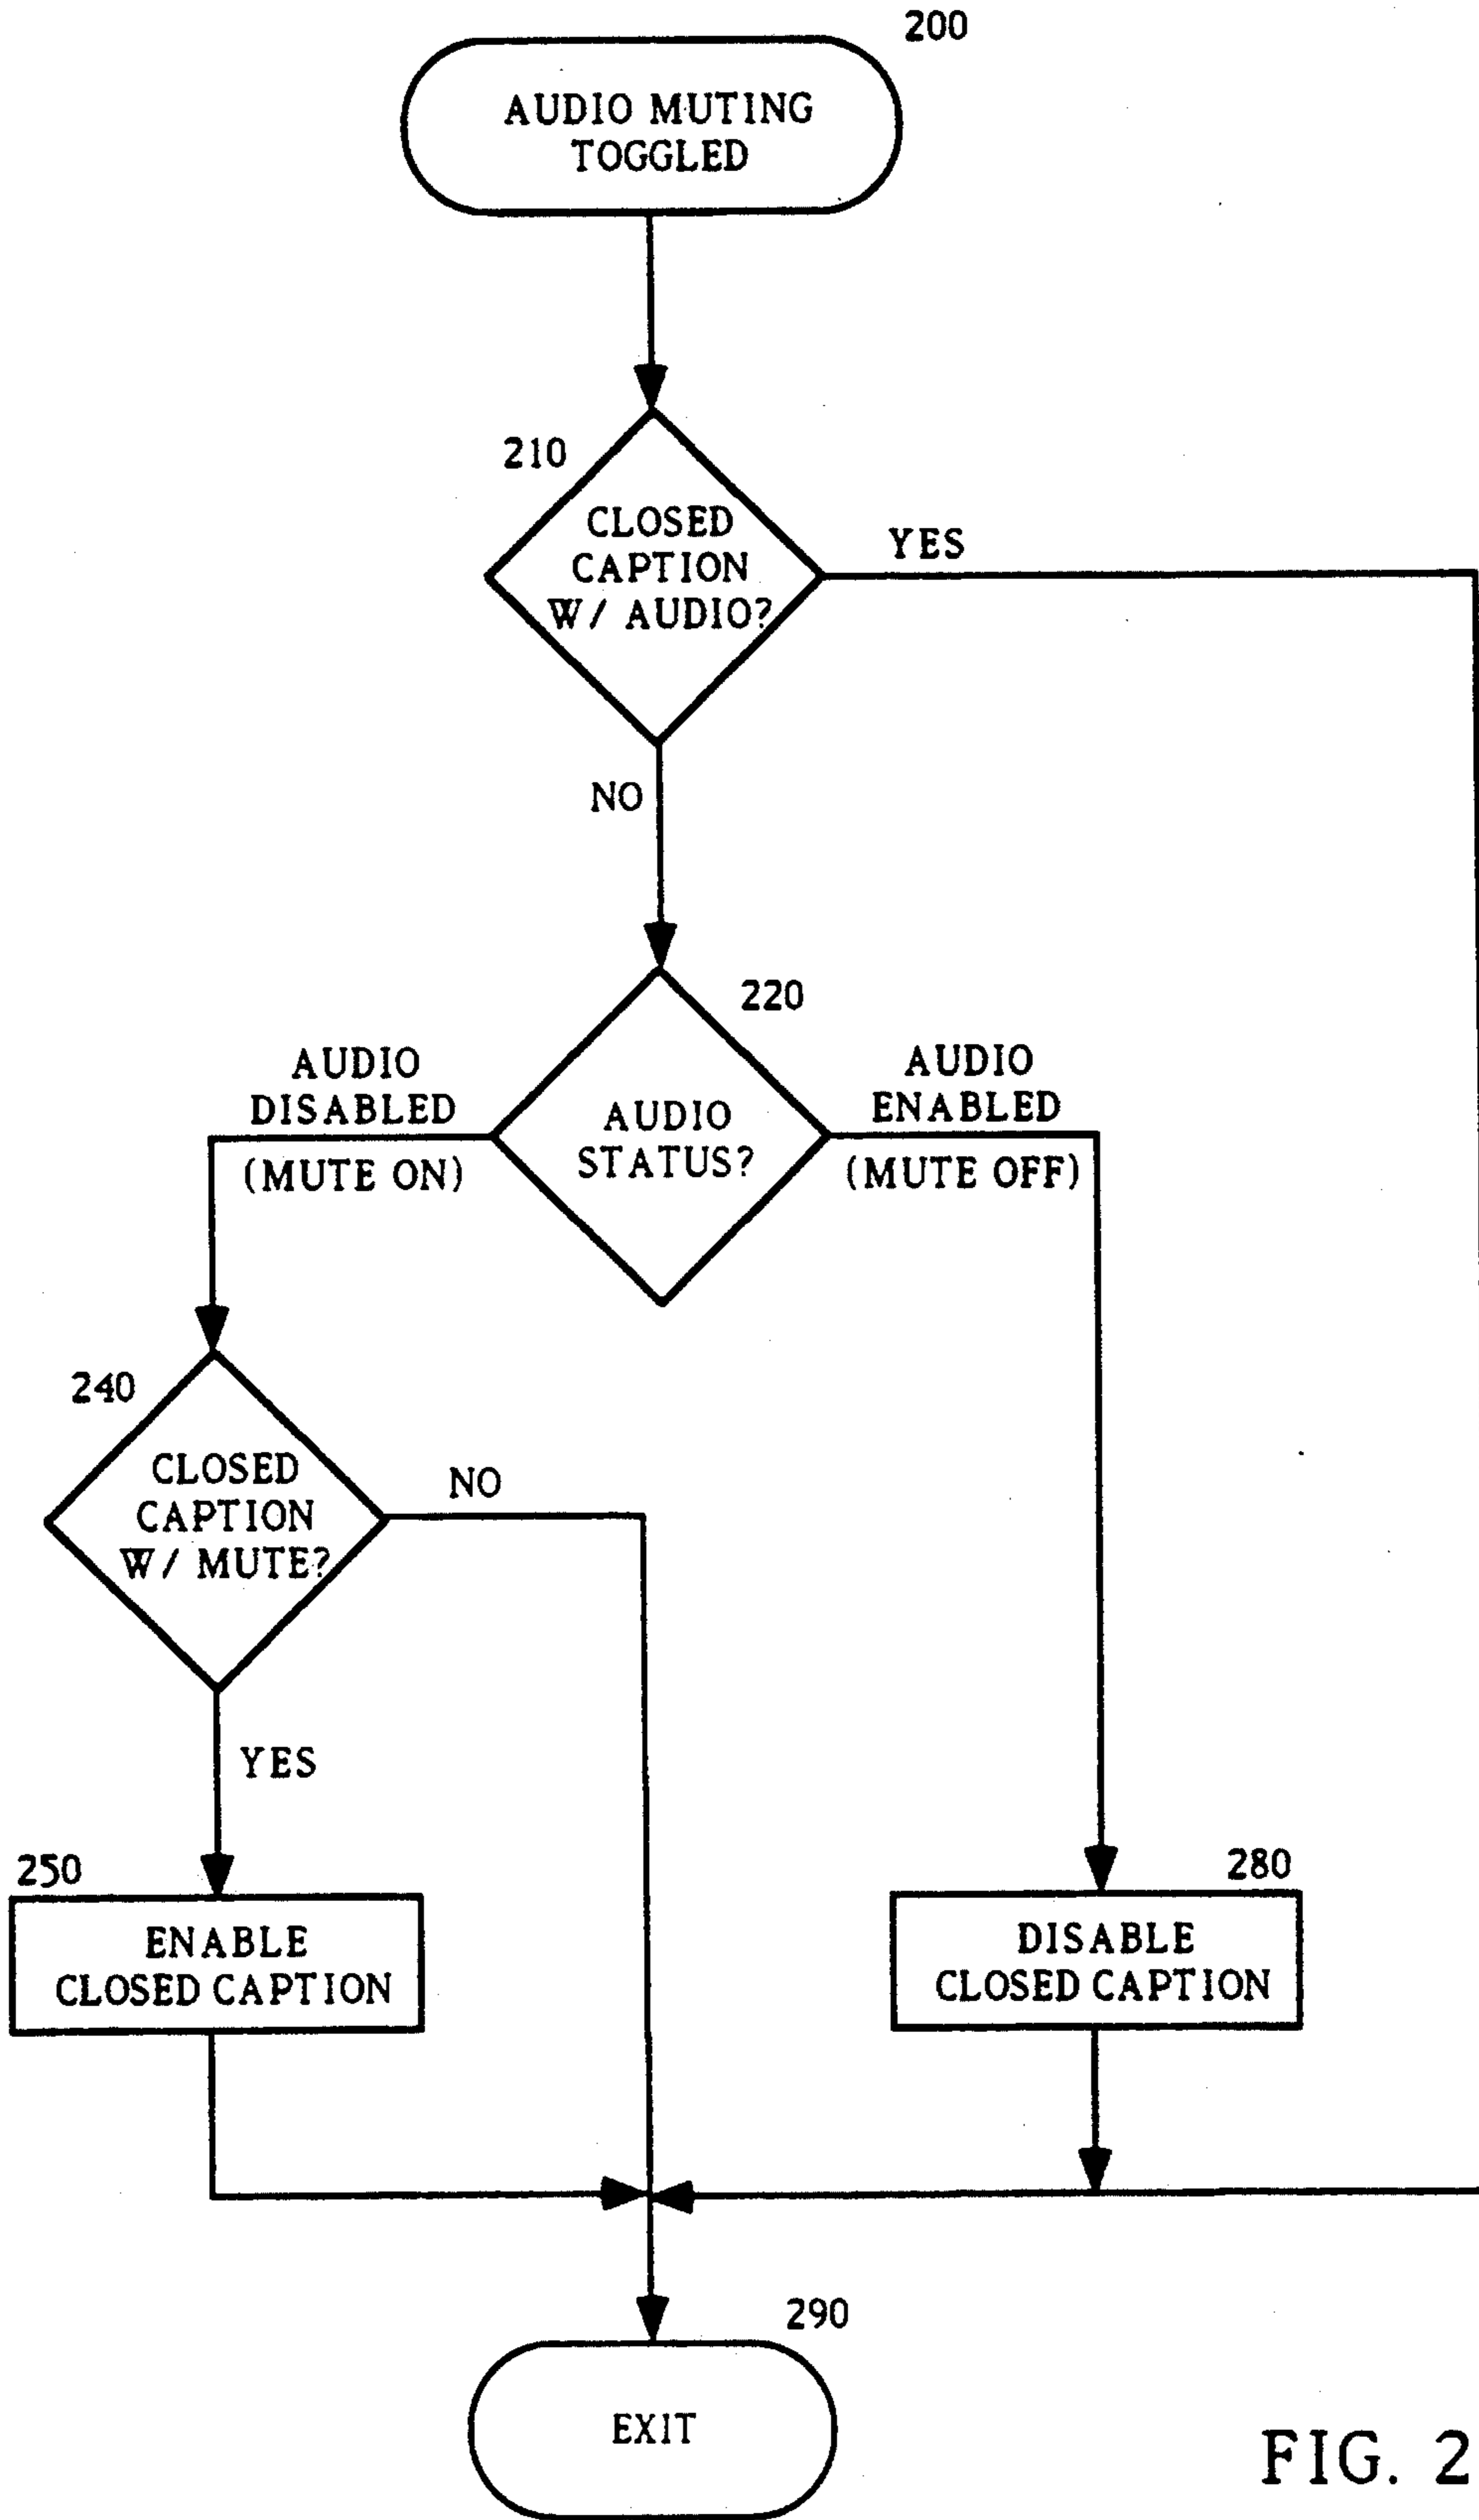 200
AUDIO MUTING
TOGGLED
210
CLOSED
CAPTION
W/ AUDIO?
YES
NO
220
AUDIO
DISABLED
(MUTE ON)
AUDIO
STATUS?
AUDIO
ENABLED
(MUTE OFF)
240
CLOSED
CAPTION
W/ MUTE?
NO
YES
250
ENABLE
CLOSED CAPTION
280
DISABLE
CLOSED CAPTION
290
EXIT
FIG. 2